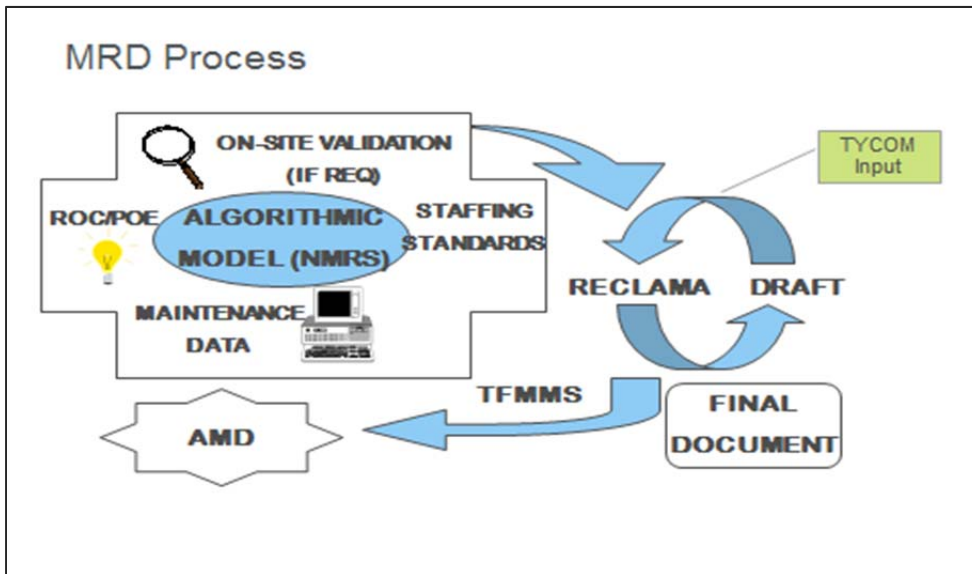 MRD Process
ON-SITE VALIDATION
(IF REQ)
TYCOM
Input
ROC/POE
ALGORITHMIC
MODEL (NMRS)
STAFFING
STANDARDS
MAINTENANCE
DATA
RECLAMA
DRAFT
TFMMS
FINAL
DOCUMENT
AMD